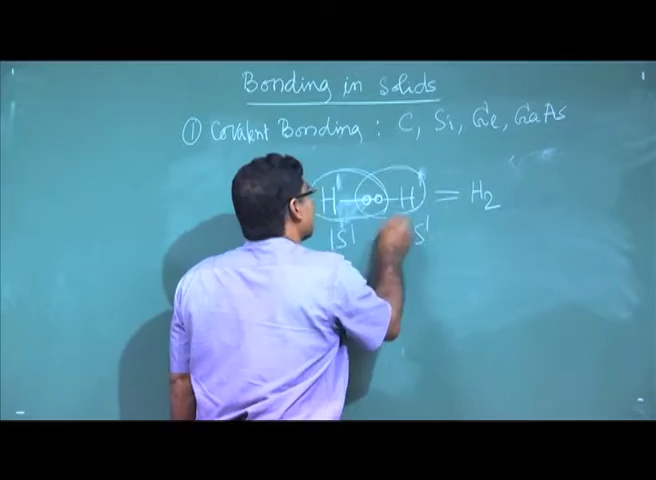 Bonding in solids
① Covalent Bonding : C, Si, Ge, GaAs
H H = H2
1S1 S1